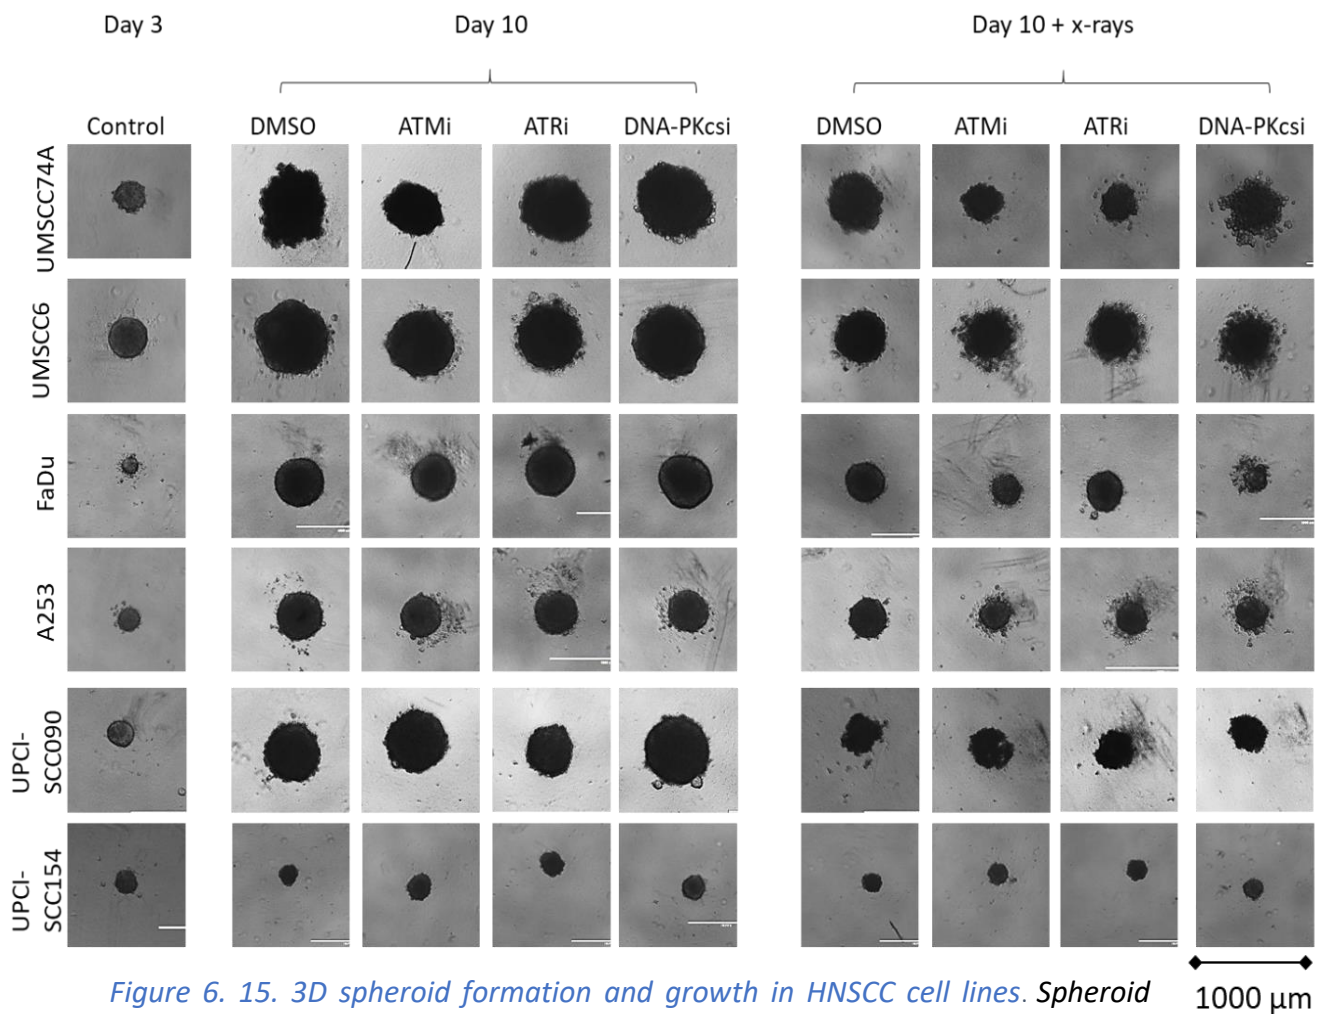 Day 3 Day 10 Day 10 + x-rays
Control DMSO ATMi ATRi DNA-PKcsi DMSO ATMi ATRi DNA-PKcsi
UMSCC74A
UMSCC6
FaDu
A253
UPCI-
SCC090
UPCI-
SCC154
Figure 6. 15. 3D spheroid formation and growth in HNSCC cell lines. Spheroid
1000 µm